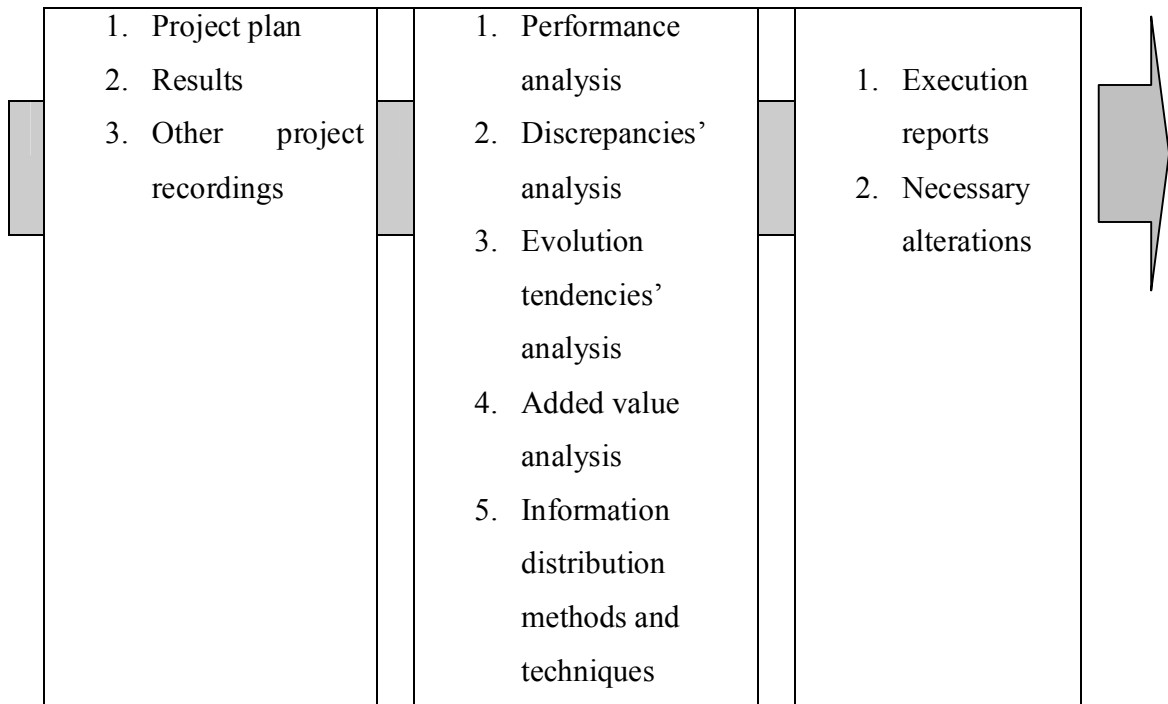 1. Project plan
2. Results
3. Other project
recordings
1. Performance
analysis
2. Discrepancies’
analysis
3. Evolution
tendencies’
analysis
4. Added value
analysis
5. Information
distribution
methods and
techniques
1. Execution
reports
2. Necessary
alterations